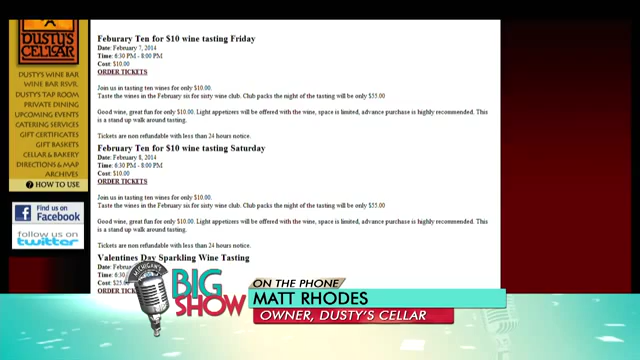 DUSTY'S
CELLAR
DUSTY'S WINE BAR
WINE BAR RSVR.
DUSTY'S TAP ROOM
PRIVATE DINING
UPCOMING EVENTS
CATERING SERVICES
GIFT CERTIFICATES
GIFT BASKETS
CELLAR & BAKERY
DIRECTIONS & MAP
ARCHIVES
? HOW TO USE
Find us on
Facebook
follow us on
twitter
Feburary Ten for $10 wine tasting Friday
Date: February 7, 2014
Time: 6:30 PM - 8:00 PM
Cost: $10.00
ORDER TICKETS
Join us in tasting ten wines for only $10.00.
Taste the wines in the February six for sixty wine club. Club packs the night of the tasting will be only $55.00
Good wine, great fun for only $10.00. Light appetizers will be offered with the wine, space is limited, advance purchase is highly recommended. This
is a stand up walk around tasting.
Tickets are non refundable with less than 24 hours notice.
February Ten for $10 wine tasting Saturday
Date: February 8, 2014
Time: 6:30 PM - 8:00 PM
Cost: $10.00
ORDER TICKETS
Join us in tasting ten wines for only $10.00.
Taste the wines in the February six for sixty wine club. Club packs the night of the tasting will be only $55.00
Good wine, great fun for only $10.00. Light appetizers will be offered with the wine, space is limited, advance purchase is highly recommended. This
is a stand up walk around tasting.
Tickets are non refundable with less than 24 hours notice.
Valentines Day Sparkling Wine Tasting
Date:
Time: 6:30
Cost: $25
ORDER
MICHIGAN'S
BIG
SHOW
ON THE PHONE
MATT RHODES
OWNER, DUSTY'S CELLAR